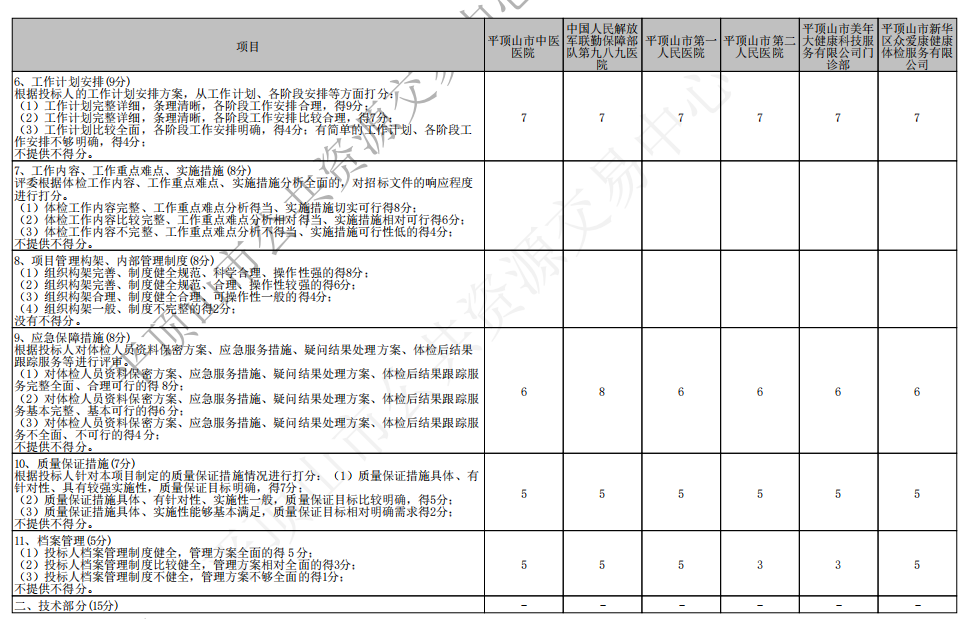 项目
平顶山市中医
医院
中国人民解放
军联勤保障部
队第九八九医
院
平顶山市第一
人民医院
平顶山市第二
人民医院
平顶山市美年
大健康科技服
务有限公司门
诊部
平顶山市新华
区众爱康健康
体检服务有限
公司
6、工作计划安排(9分)
根据投标人的工作计划安排方案，从工作计划、各阶段安排等方面打分：
（1）工作计划完整详细，条理清晰，各阶段工作安排合理，得9分；
（2）工作计划完整详细，条理清晰，各阶段工作安排比较合理，得7分；
（3）工作计划比较全面，各阶段工作安排明确，得4分；有简单的工作计划、各阶段工
作安排不够明确，得4分；
不提供不得分。
7 7 7 7 7 7
7、工作内容、工作重点难点、实施措施(8分)
评委根据体检工作内容、工作重点难点、实施措施分析全面的，对招标文件的响应程度
进行打分。
（1）体检工作内容完整、工作重点难点分析得当、实施措施切实可行得8分；
（2）体检工作内容比较完整、工作重点难点分析相对得当、实施措施相对可行得6分；
（3）体检工作内容不完整、工作重点难点分析不得当、实施措施可行性低的得4分；
不提供不得分。
8、项目管理构架、内部管理制度(8分)
（1）组织构架完善、制度健全规范、科学合理、操作性强的得8分；
（2）组织构架完善、制度健全规范、合理、操作性较强的得6分；
（3）组织构架合理、制度健全合理、可操作性一般的得4分；
（4）组织构架一般、制度不完整的得2分；
没有不得分。
9、应急保障措施(8分)
根据投标人对体检人员资料保密方案、应急服务措施、疑问结果处理方案、体检后结果
跟踪服务等进行评审。
（1）对体检人员资料保密方案、应急服务措施、疑问结果处理方案、体检后结果跟踪服
务完整全面、合理可行的得 8分；
（2）对体检人员资料保密方案、应急服务措施、疑问结果处理方案、体检后结果跟踪服
务基本完整、基本可行的得6 分；
（3）对体检人员资料保密方案、应急服务措施、疑问结果处理方案、体检后结果跟踪服
务不全面、不可行的得4 分；
不提供不得分。
6 8 6 6 6 6
10、质量保证措施(7分)
根据投标人针对本项目制定的质量保证措施情况进行打分：（1）质量保证措施具体、有
针对性、具有较强实施性，质量保证目标明确，得7分；
（2）质量保证措施具体、有针对性、实施性一般，质量保证目标比较明确，得5分；
（3）质量保证措施具体、实施性能够基本满足，质量保证目标相对明确需求得2分；
不提供不得分。
5 5 5 5 5 5
11、档案管理(5分)
（1）投标人档案管理制度健全，管理方案全面的得 5 分；
（2）投标人档案管理制度比较健全，管理方案相对全面的得3分；
（3）投标人档案管理制度不健全，管理方案不够全面的得1分；
不提供不得分。
5 5 5 3 3 5
二、技术部分(15分)
– – – – – –
平顶山市公共资源交易中心
平顶山市公共资源交易中心